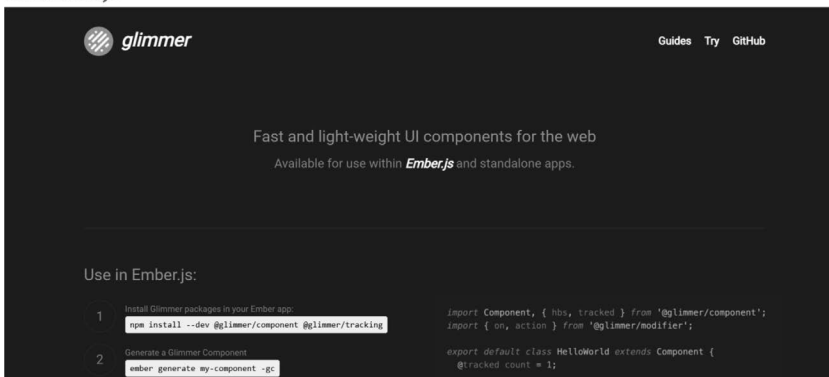 glimmer
Guides Try GitHub
Fast and light-weight UI components for the web
Available for use within Ember.js and standalone apps.
Use in Ember.js:
1
Install Glimmer packages in your Ember app:
npm install --dev @glimmer/component @glimmer/tracking
2
Generate a Glimmer Component
ember generate my-component -gc
import Component, { hbs, tracked } from '@glimmer/component';
import { on, action } from '@glimmer/modifier';
export default class HelloWorld extends Component {
@tracked count = 1;